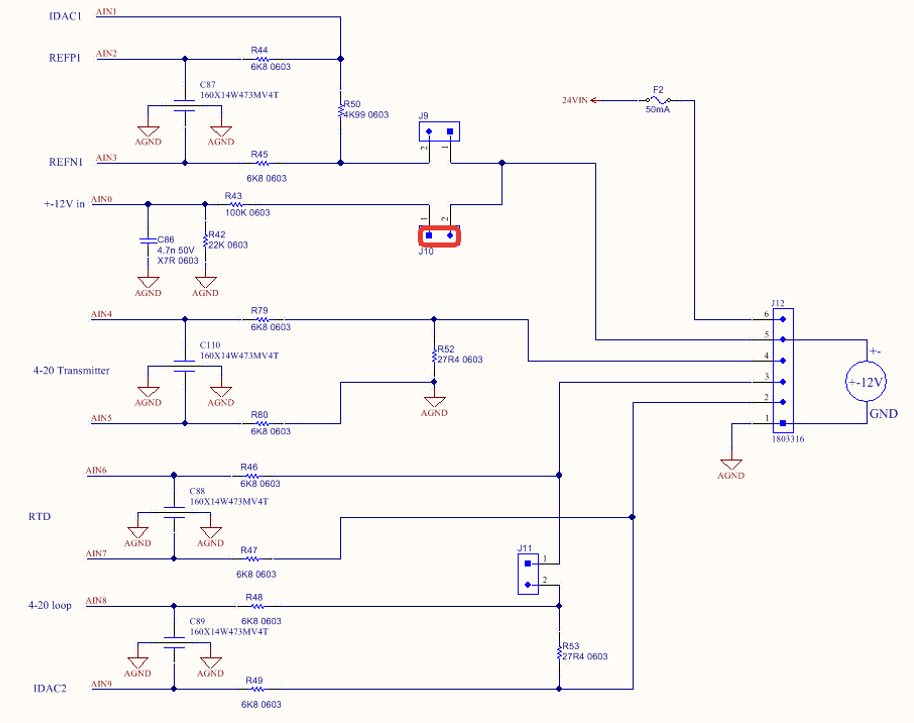 IDAC1
AIN1
REFP1
AIN2
R44
6K8 0603
C87
160X14W473MV4T
AGND
AGND
R50
4K99 0603
REFN1
AIN3
R45
6K8 0603
J9
2
1
24VIN
F2
50mA
+-12V in
AIN0
R43
100K 0603
C86
4.7n 50V
X7R 0603
R42
22K 0603
AGND
AGND
1
2
J10
AIN4
R79
6K8 0603
C110
160X14W473MV4T
R52
27R4 0603
4-20 Transmitter
AGND
AGND
AGND
AIN5
R80
6K8 0603
J12
6
5
4
3
2
1
1803316
+-
+-12V
GND
AGND
AIN6
R46
6K8 0603
C88
160X14W473MV4T
RTD
AGND
AGND
AIN7
R47
6K8 0603
J11
1
2
4-20 loop
AIN8
R48
6K8 0603
C89
160X14W473MV4T
R53
27R4 0603
AGND
AGND
IDAC2
AIN9
R49
6K8 0603